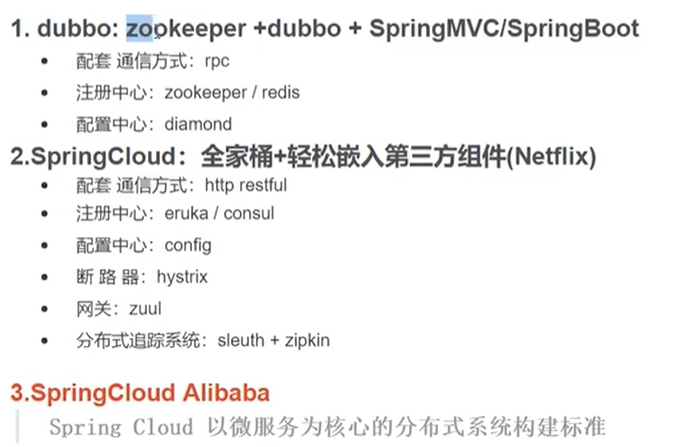 1. dubbo: zookeeper +dubbo + SpringMVC/SpringBoot
• 配套 通信方式：rpc
• 注册中心：zookeeper / redis
• 配置中心：diamond
2.SpringCloud：全家桶+轻松嵌入第三方组件(Netflix)
• 配套 通信方式：http restful
• 注册中心：eruka / consul
• 配置中心：config
• 断 路 器：hystrix
• 网关：zuul
• 分布式追踪系统：sleuth + zipkin
3.SpringCloud Alibaba
Spring Cloud 以微服务为核心的分布式系统构建标准